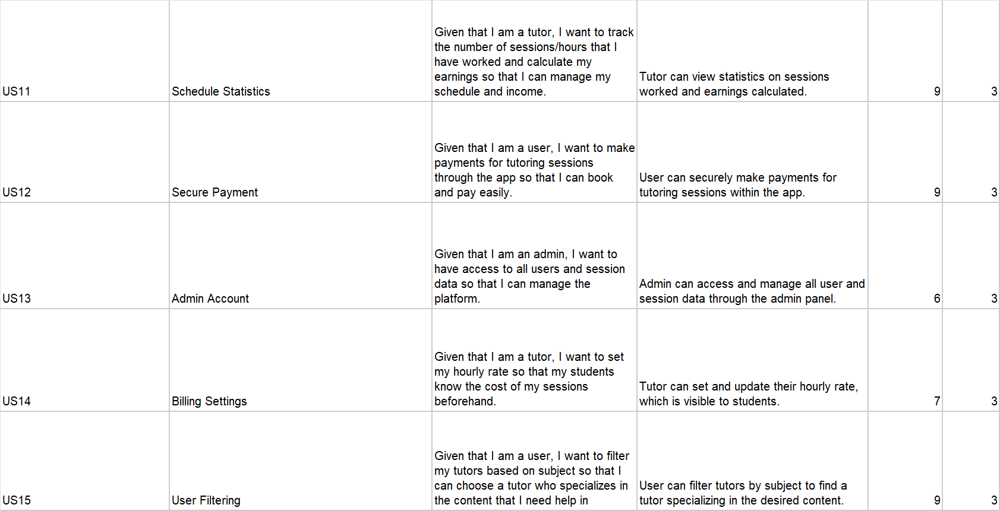 US11
Schedule Statistics
Given that I am a tutor, I want to track
the number of sessions/hours that I
have worked and calculate my
earnings so that I can manage my
schedule and income.
Tutor can view statistics on sessions
worked and earnings calculated.
9
3
US12
Secure Payment
Given that I am a user, I want to make
payments for tutoring sessions
through the app so that I can book
and pay easily.
User can securely make payments for
tutoring sessions within the app.
9
3
US13
Admin Account
Given that I am an admin, I want to
have access to all users and session
data so that I can manage the
platform.
Admin can access and manage all user and
session data through the admin panel.
6
3
US14
Billing Settings
Given that I am a tutor, I want to set
my hourly rate so that my students
know the cost of my sessions
beforehand.
Tutor can set and update their hourly rate,
which is visible to students.
7
3
US15
User Filtering
Given that I am a user, I want to filter
my tutors based on subject so that I
can choose a tutor who specializes in
the content that I need help in
User can filter tutors by subject to find a
tutor specializing in the desired content.
9
3